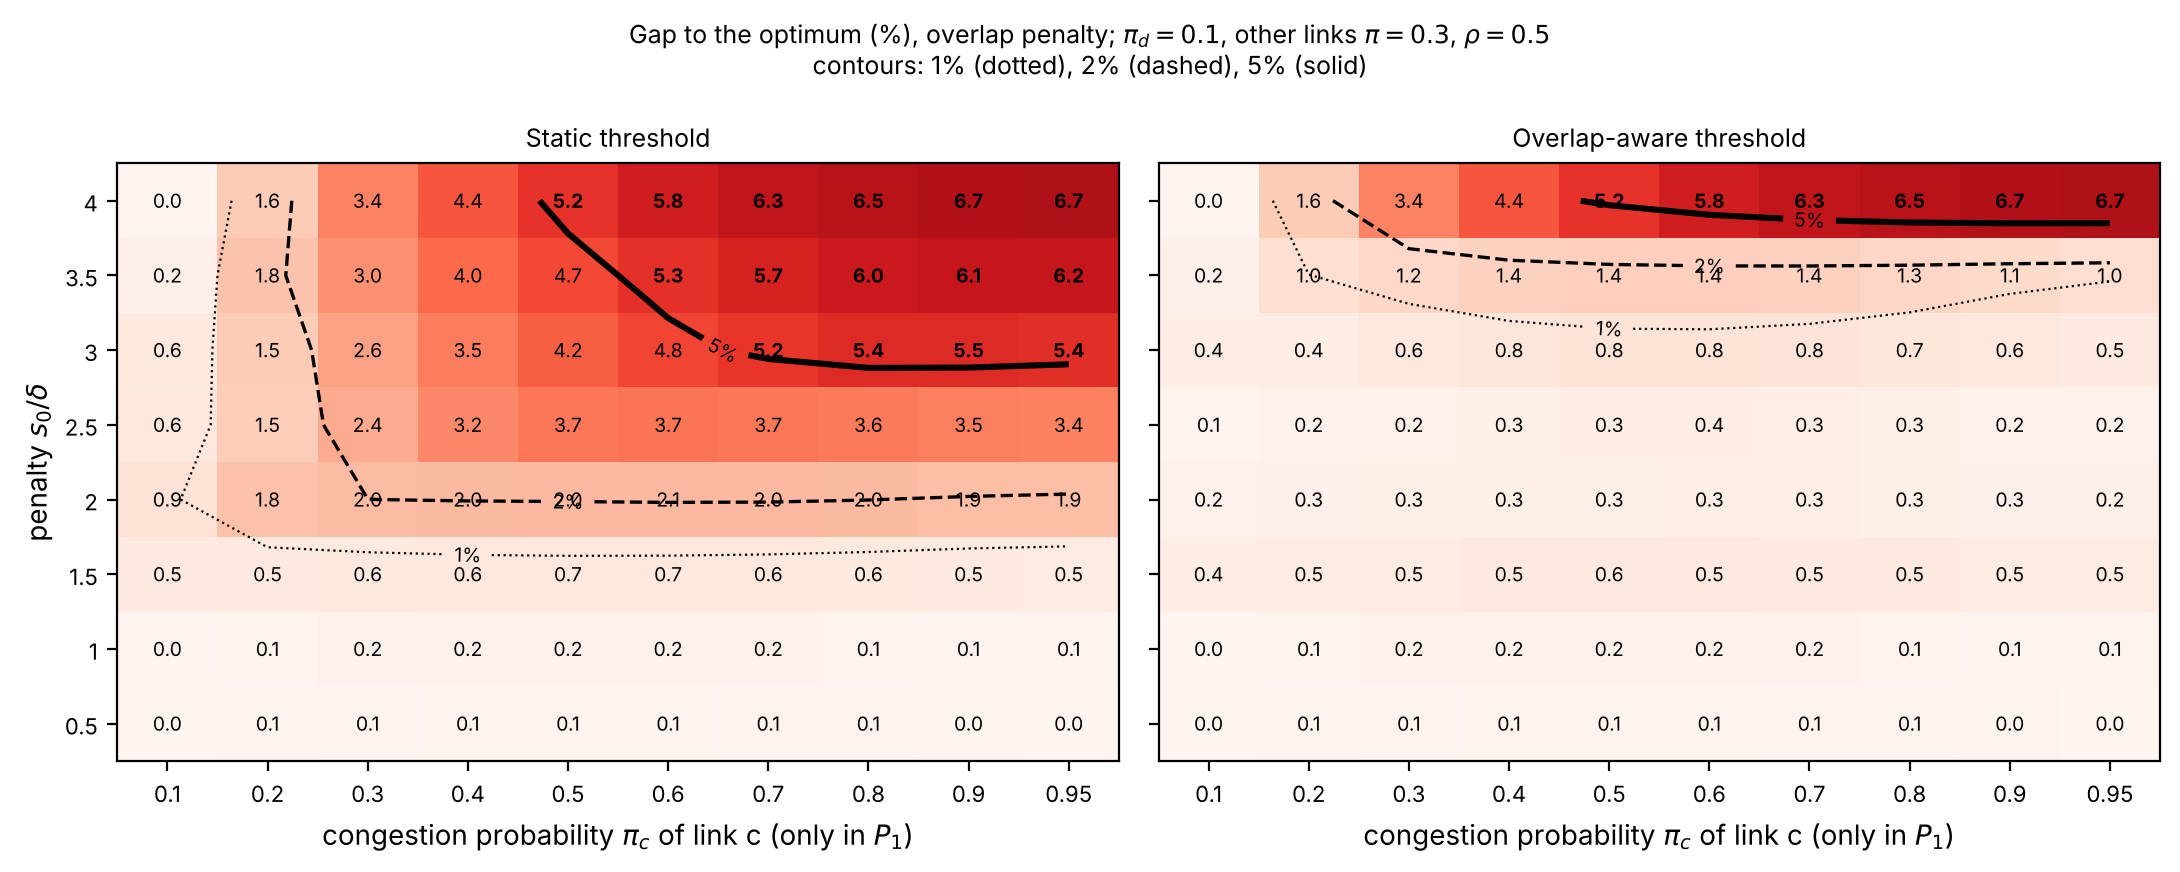 Gap to the optimum (%), overlap penalty; π_d = 0.1, other links π = 0.3, ρ = 0.5
contours: 1% (dotted), 2% (dashed), 5% (solid)
Static threshold
penalty s₀/δ
4 0.0 1.6 3.4 4.4 5.2 5.8 6.3 6.5 6.7 6.7
3.5 0.2 1.8 3.0 4.0 4.7 5.3 5.7 6.0 6.1 6.2
3 0.6 1.5 2.6 3.5 4.2 4.8 5.2 5.4 5.5 5.4
5%
2.5 0.6 1.5 2.4 3.2 3.7 3.7 3.7 3.6 3.5 3.4
2 0.9 1.8 2.0 2.0 2.0 2.1 2.0 2.0 1.9 1.9
2%
1%
1.5 0.5 0.5 0.6 0.6 0.7 0.7 0.6 0.6 0.5 0.5
1 0.0 0.1 0.2 0.2 0.2 0.2 0.2 0.1 0.1 0.1
0.5 0.0 0.1 0.1 0.1 0.1 0.1 0.1 0.1 0.0 0.0
0.1 0.2 0.3 0.4 0.5 0.6 0.7 0.8 0.9 0.95
congestion probability π_c of link c (only in P₁)
Overlap-aware threshold
0.0 1.6 3.4 4.4 5.2 5.8 6.3 6.5 6.7 6.7
5%
2%
0.2 1.0 1.2 1.4 1.4 1.4 1.4 1.3 1.1 1.0
1%
0.4 0.4 0.6 0.8 0.8 0.8 0.8 0.7 0.6 0.5
0.1 0.2 0.2 0.3 0.3 0.4 0.3 0.3 0.2 0.2
0.2 0.3 0.3 0.3 0.3 0.3 0.3 0.3 0.3 0.2
0.4 0.5 0.5 0.5 0.6 0.5 0.5 0.5 0.5 0.5
0.0 0.1 0.2 0.2 0.2 0.2 0.2 0.1 0.1 0.1
0.0 0.1 0.1 0.1 0.1 0.1 0.1 0.1 0.0 0.0
0.1 0.2 0.3 0.4 0.5 0.6 0.7 0.8 0.9 0.95
congestion probability π_c of link c (only in P₁)